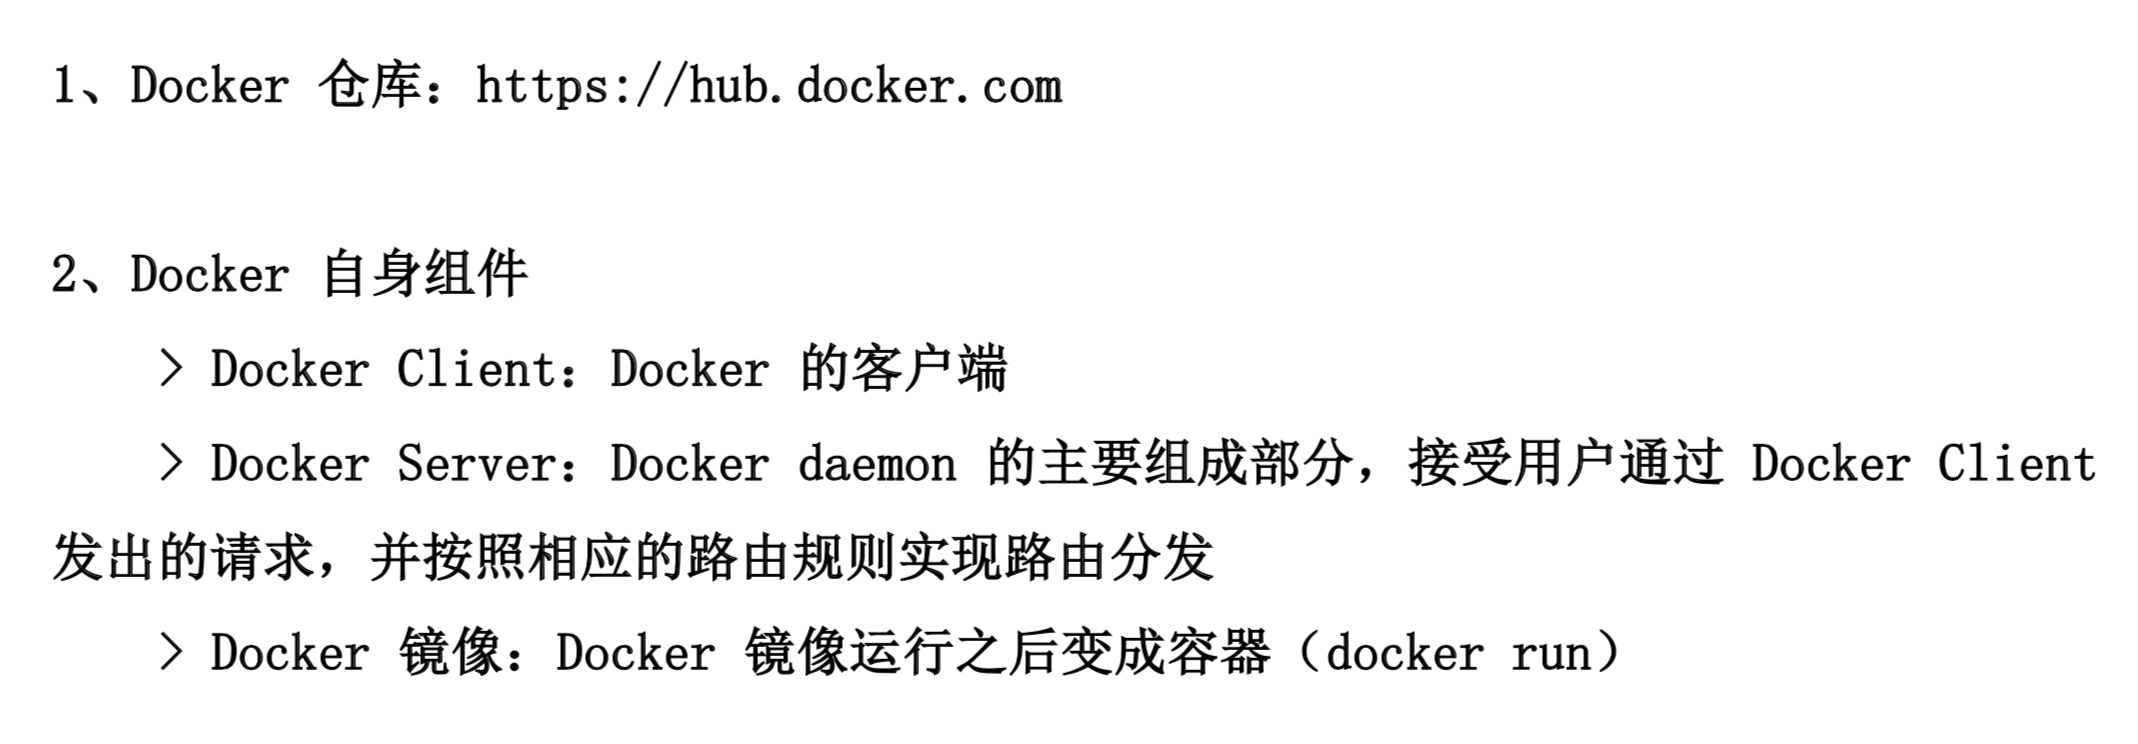 1、Docker 仓库：https://hub.docker.com
2、Docker 自身组件
> Docker Client：Docker 的客户端
> Docker Server：Docker daemon 的主要组成部分，接受用户通过 Docker Client
发出的请求，并按照相应的路由规则实现路由分发
> Docker 镜像：Docker 镜像运行之后变成容器（docker run）